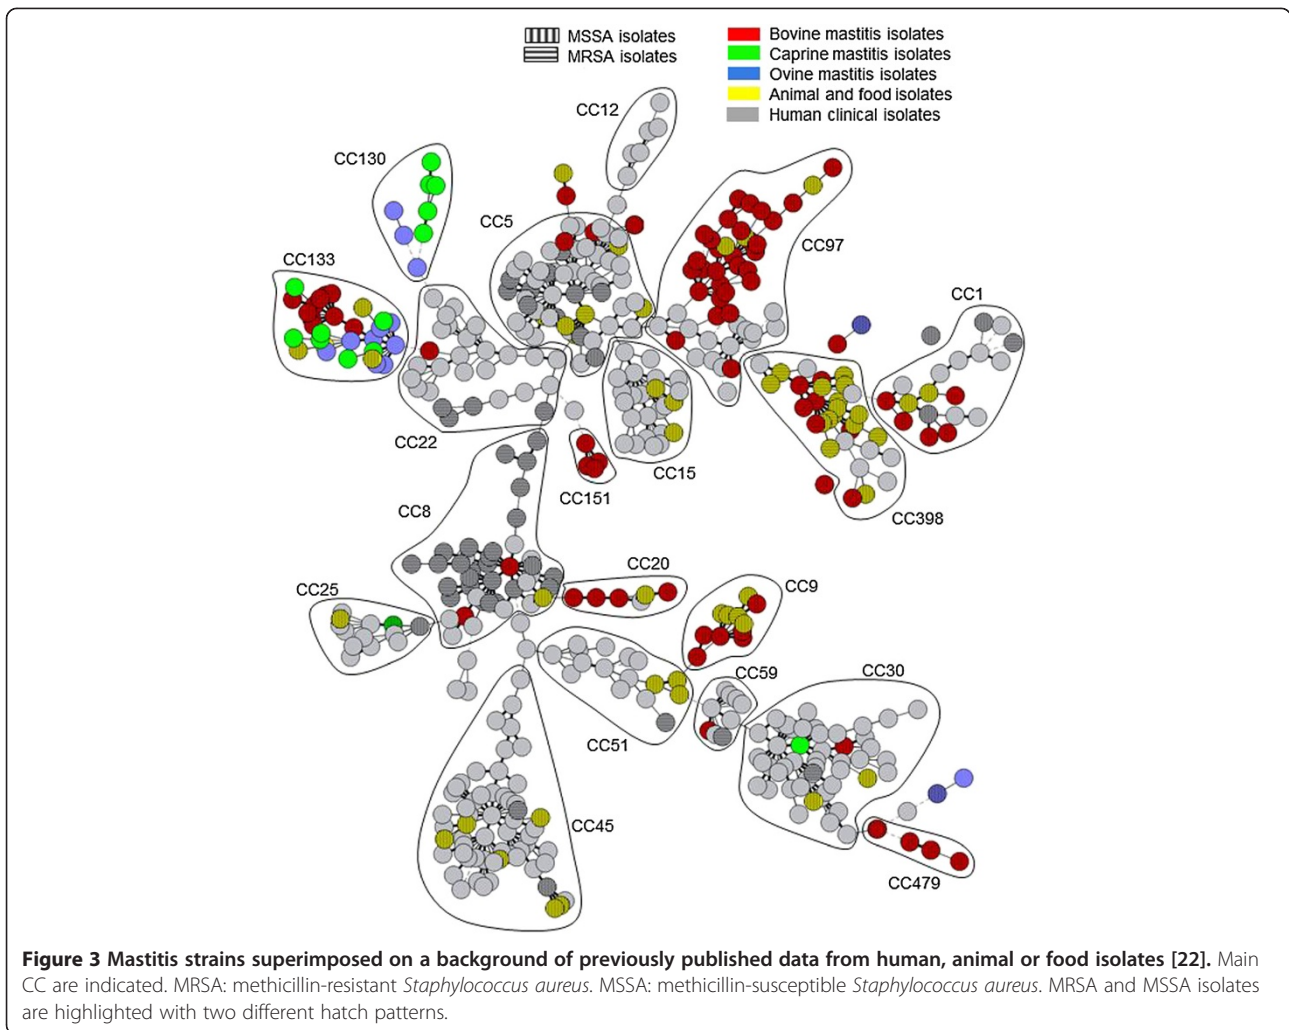 MSSA isolates
MRSA isolates
Bovine mastitis isolates
Caprine mastitis isolates
Ovine mastitis isolates
Animal and food isolates
Human clinical isolates
CC12
CC130
CC5
CC97
CC133
CC1
CC22
CC15
CC151
CC398
CC8
CC20
CC9
CC25
CC59
CC30
CC51
CC45
CC479
Figure 3 Mastitis strains superimposed on a background of previously published data from human, animal or food isolates [22]. Main
CC are indicated. MRSA: methicillin-resistant Staphylococcus aureus. MSSA: methicillin-susceptible Staphylococcus aureus. MRSA and MSSA isolates
are highlighted with two different hatch patterns.